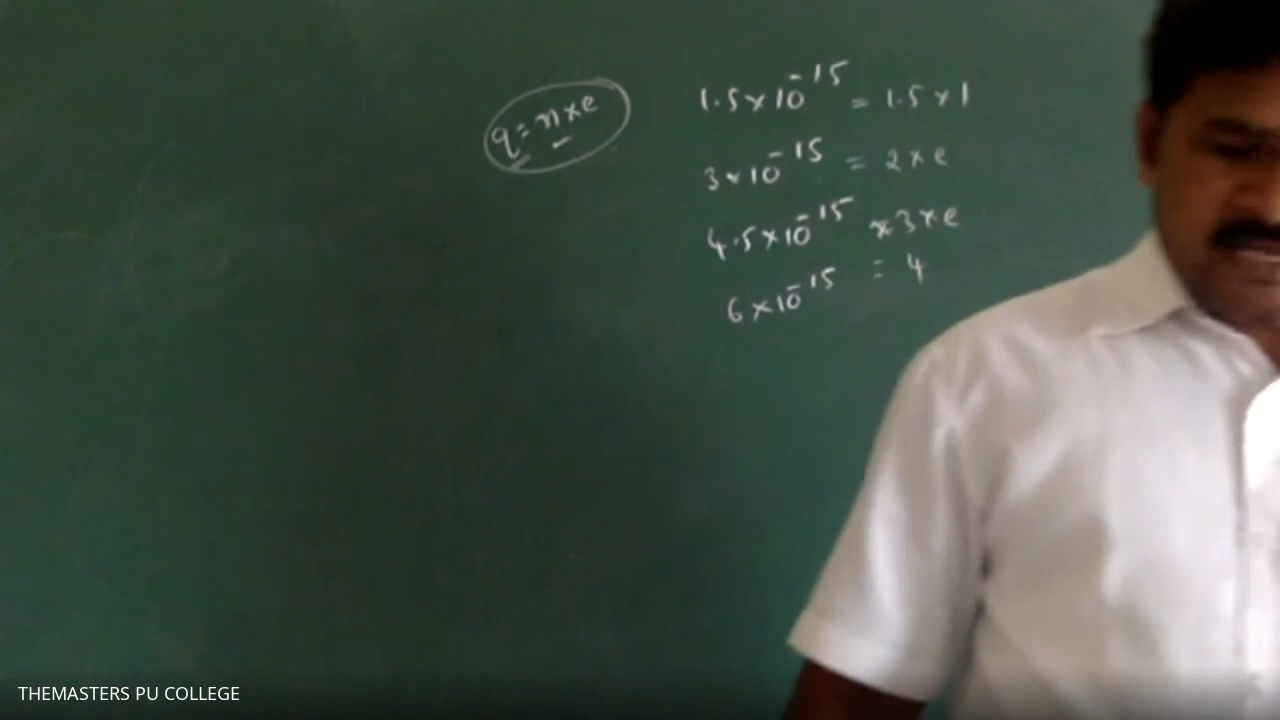 q = n×e
1.5×10⁻¹⁵ = 1.5×1
3×10⁻¹⁵ = 2×e
4.5×10⁻¹⁵ ×3×e
6×10⁻¹⁵ = 4
THEMASTERS PU COLLEGE